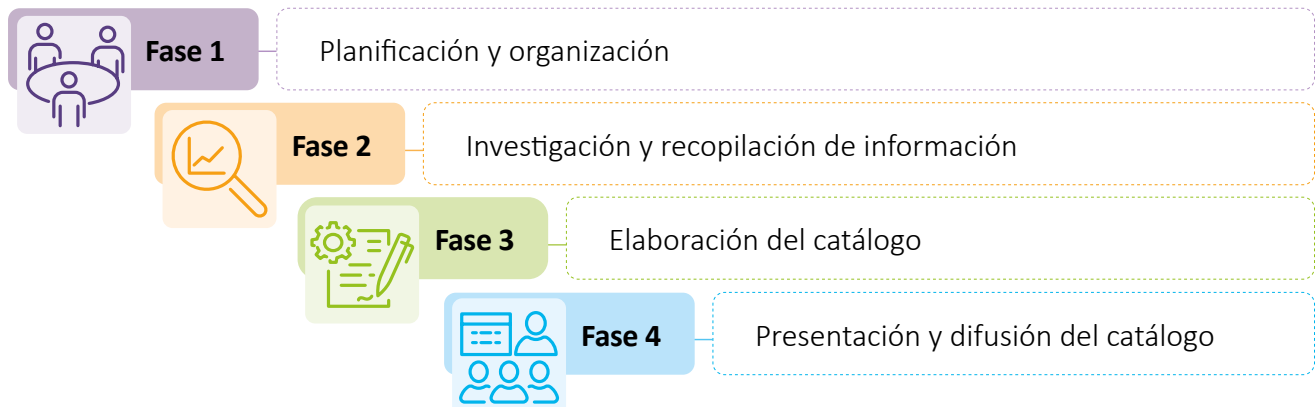 Fase 1
Planificación y organización
Fase 2
Investigación y recopilación de información
Fase 3
Elaboración del catálogo
Fase 4
Presentación y difusión del catálogo